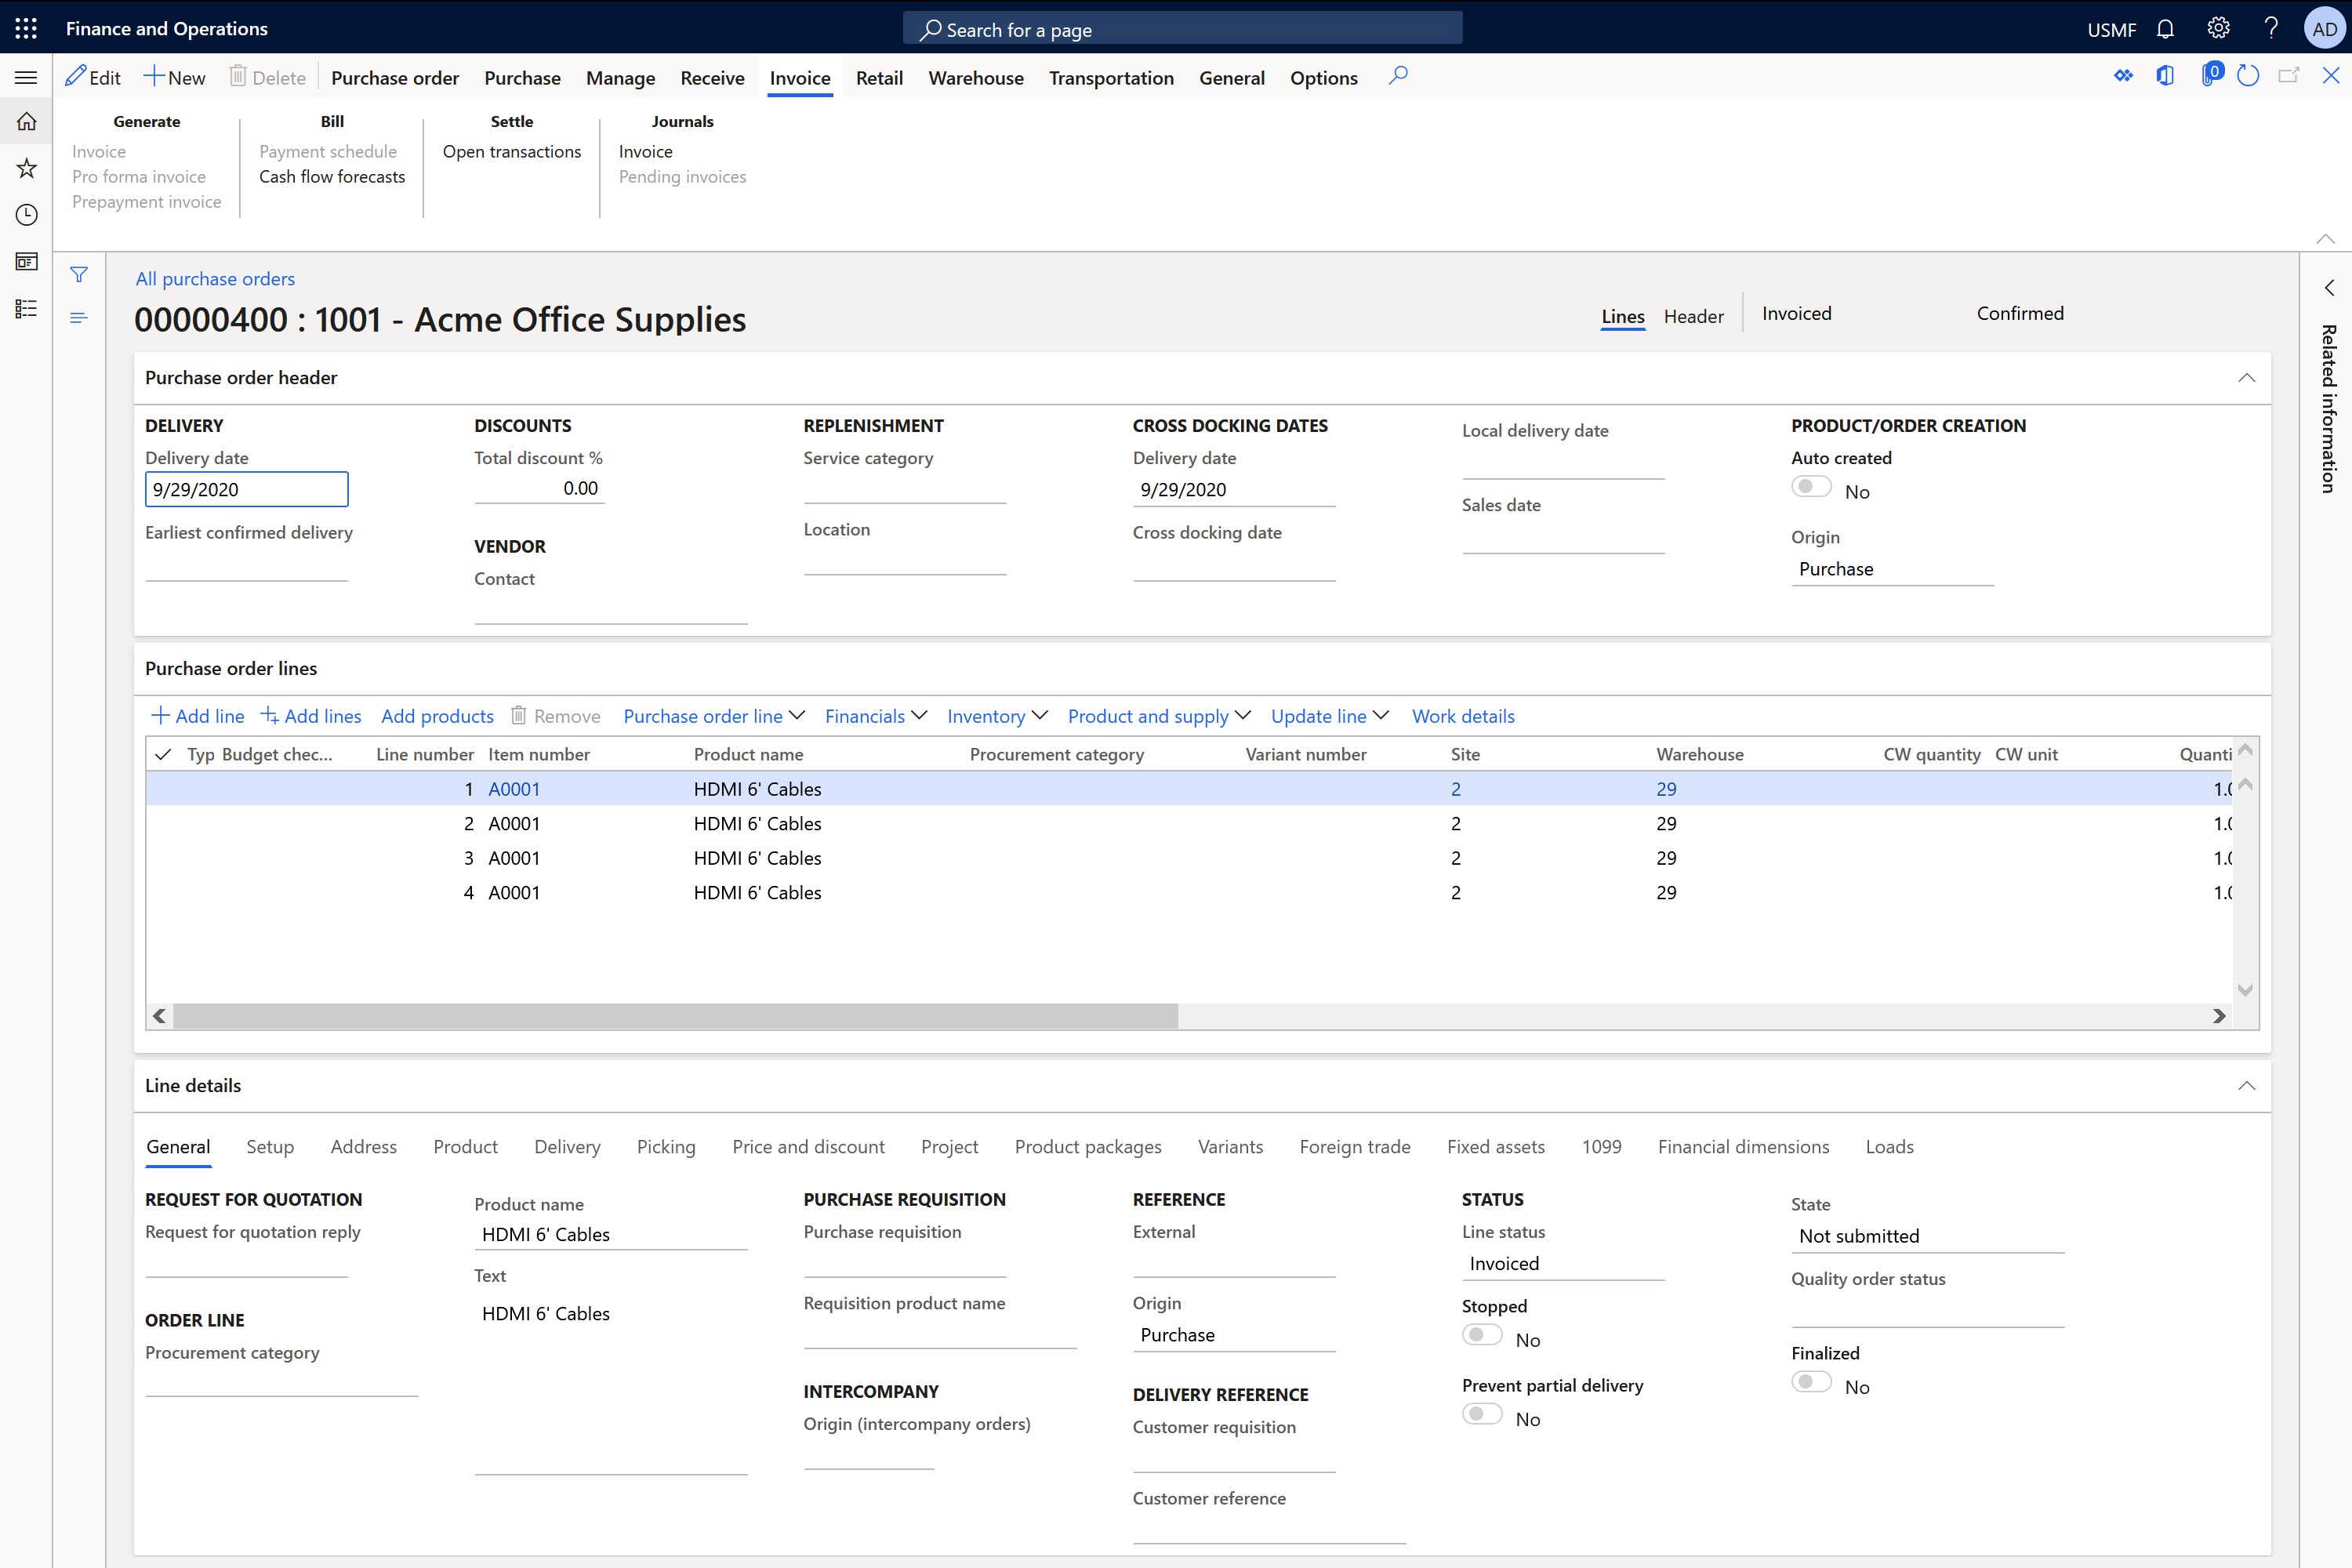 Finance and Operations
Search for a page
USMF
AD
Edit New Delete Purchase order Purchase Manage Receive Invoice Retail Warehouse Transportation General Options
0
Generate
Invoice
Pro forma invoice
Prepayment invoice
Bill
Payment schedule
Cash flow forecasts
Settle
Open transactions
Journals
Invoice
Pending invoices
All purchase orders
00000400 : 1001 - Acme Office Supplies
Lines Header Invoiced Confirmed
Related information
Purchase order header
DELIVERY
Delivery date
9/29/2020
Earliest confirmed delivery
DISCOUNTS
Total discount %
0.00
VENDOR
Contact
REPLENISHMENT
Service category
Location
CROSS DOCKING DATES
Delivery date
9/29/2020
Cross docking date
Local delivery date
Sales date
PRODUCT/ORDER CREATION
Auto created
No
Origin
Purchase
Purchase order lines
Add line Add lines Add products Remove Purchase order line Financials Inventory Product and supply Update line Work details
Typ Budget chec... Line number Item number Product name Procurement category Variant number Site Warehouse CW quantity CW unit Quanti
1 A0001 HDMI 6' Cables 2 29 1.0
2 A0001 HDMI 6' Cables 2 29 1.0
3 A0001 HDMI 6' Cables 2 29 1.0
4 A0001 HDMI 6' Cables 2 29 1.0
Line details
General Setup Address Product Delivery Picking Price and discount Project Product packages Variants Foreign trade Fixed assets 1099 Financial dimensions Loads
REQUEST FOR QUOTATION
Request for quotation reply
ORDER LINE
Procurement category
Product name
HDMI 6' Cables
Text
HDMI 6' Cables
PURCHASE REQUISITION
Purchase requisition
Requisition product name
INTERCOMPANY
Origin (intercompany orders)
REFERENCE
External
Origin
Purchase
DELIVERY REFERENCE
Customer requisition
Customer reference
STATUS
Line status
Invoiced
Stopped
No
Prevent partial delivery
No
State
Not submitted
Quality order status
Finalized
No